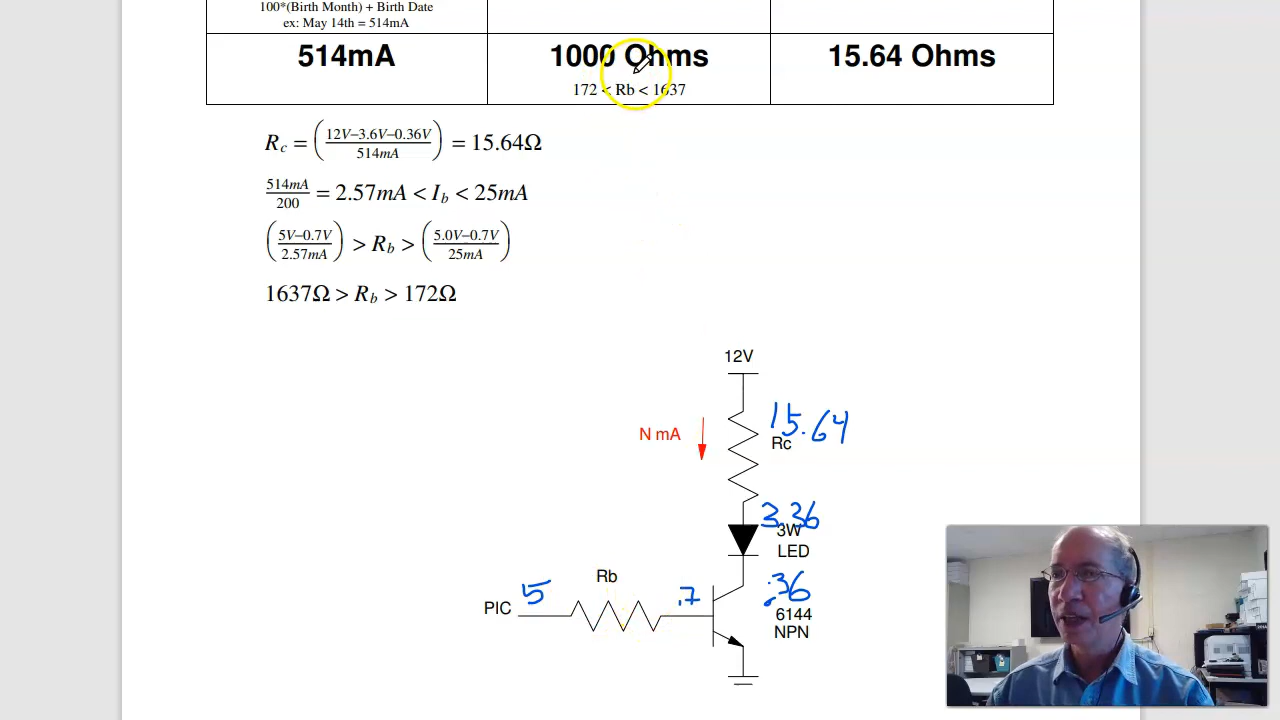 100*(Birth Month) + Birth Date
ex: May 14th = 514mA
514mA
1000 Ohms
172 < Rb < 1637
15.64 Ohms
Rc = (12V−3.6V−0.36V / 514mA) = 15.64Ω
514mA / 200 = 2.57mA < Ib < 25mA
(5V−0.7V / 2.57mA) > Rb > (5.0V−0.7V / 25mA)
1637Ω > Rb > 172Ω
12V
N mA
15.64
Rc
3.36
3W
LED
Rb
PIC
5
.7
.36
6144
NPN